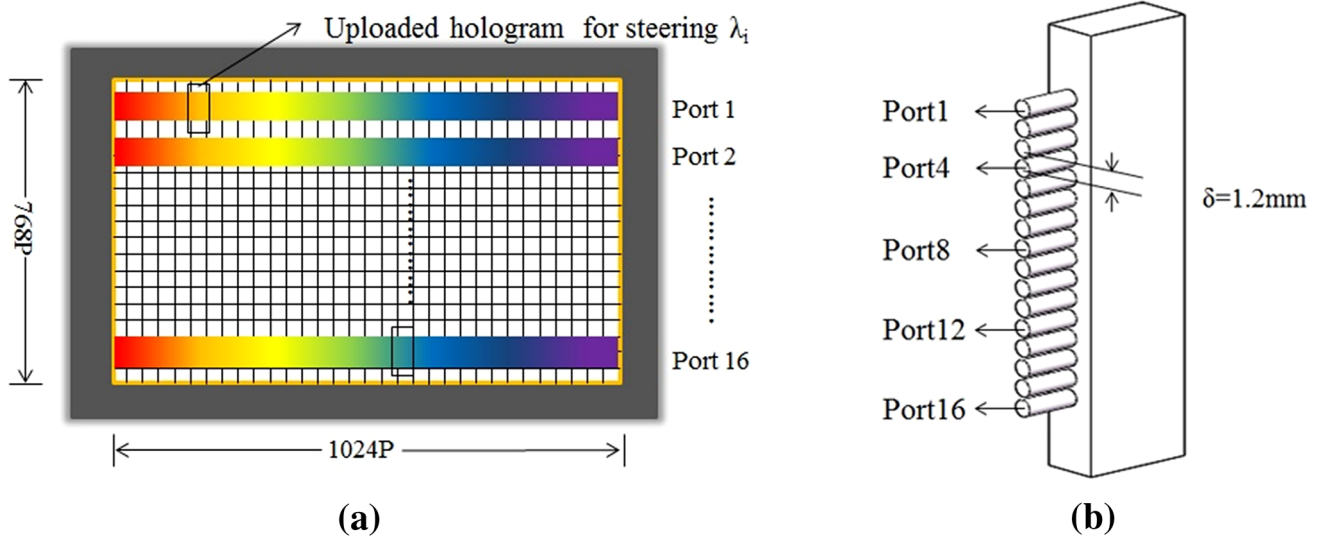 Uploaded hologram for steering λi
Port 1
Port 2
Port 16
768P
1024P
(a)
Port1
Port4
Port8
Port12
Port16
δ=1.2mm
(b)